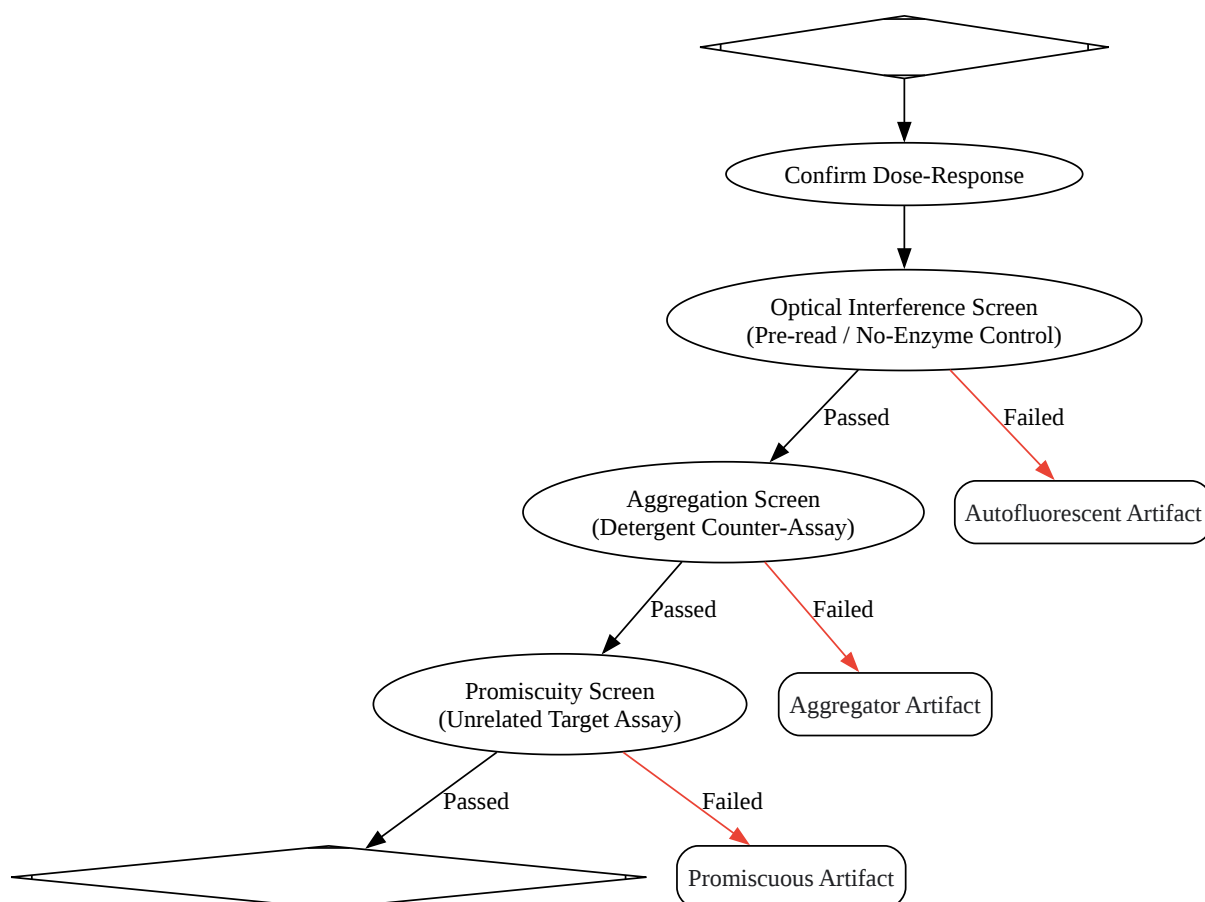 Confirm Dose-Response
Optical Interference Screen
(Pre-read / No-Enzyme Control)
Passed
Failed
Aggregation Screen
(Detergent Counter-Assay)
Autofluorescent Artifact
Passed
Failed
Promiscuity Screen
(Unrelated Target Assay)
Aggregator Artifact
Passed
Failed
Promiscuous Artifact